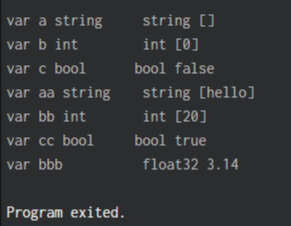 var a string     string []
var b int        int [0]
var c bool      bool false
var aa string    string [hello]
var bb int       int [20]
var cc bool     bool true
var bbb          float32 3.14
Program exited.